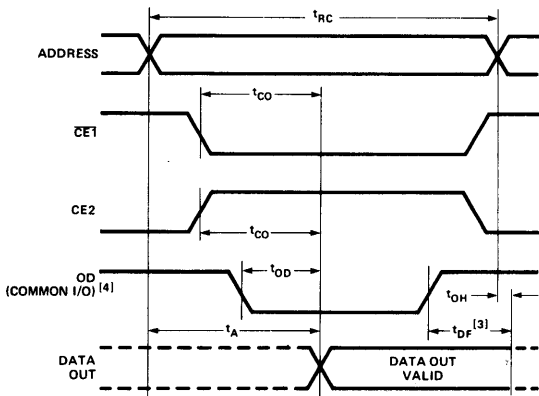 tRC
ADDRESS
tCO
CE1
CE2
tCO
OD
(COMMON I/O) [4]
tOD
tOH
tA
tDF [3]
DATA
OUT
DATA OUT
VALID